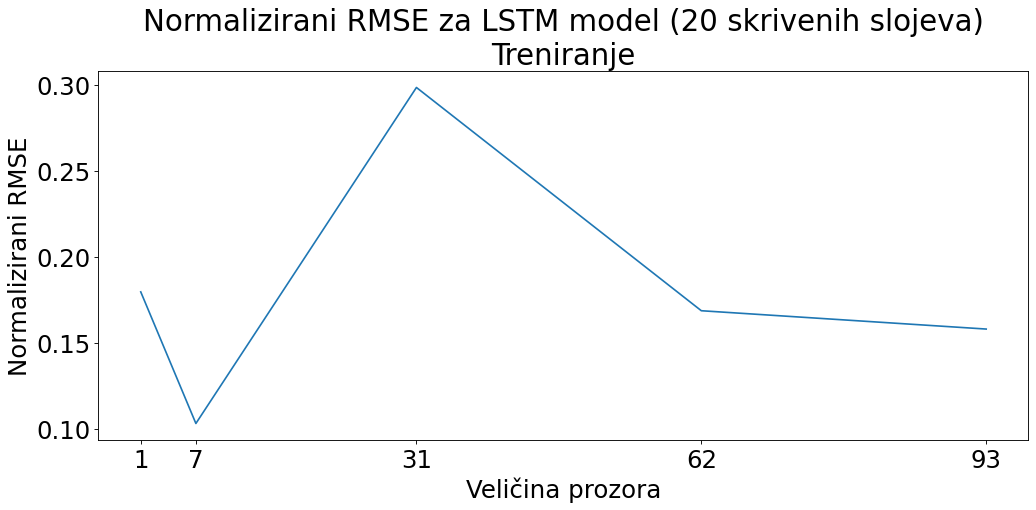 Normalizirani RMSE za LSTM model (20 skrivenih slojeva)
Treniranje
Normalizirani RMSE
0.30
0.25
0.20
0.15
0.10
1 7 31 62 93
Veličina prozora